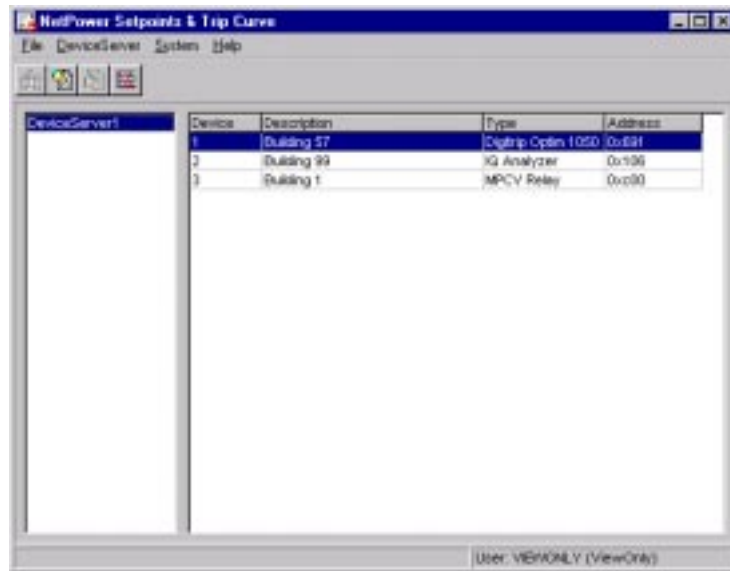 NetPower Setpoints & Trip Curve
File DeviceServer System Help
DeviceServer1
Device Description Type Address
1 Building 57 Digitrip Optim 1050 0x691
2 Building 99 IQ Analyzer 0x106
3 Building 1 MPCV Relay 0xc00
User: VIEWONLY (ViewOnly)